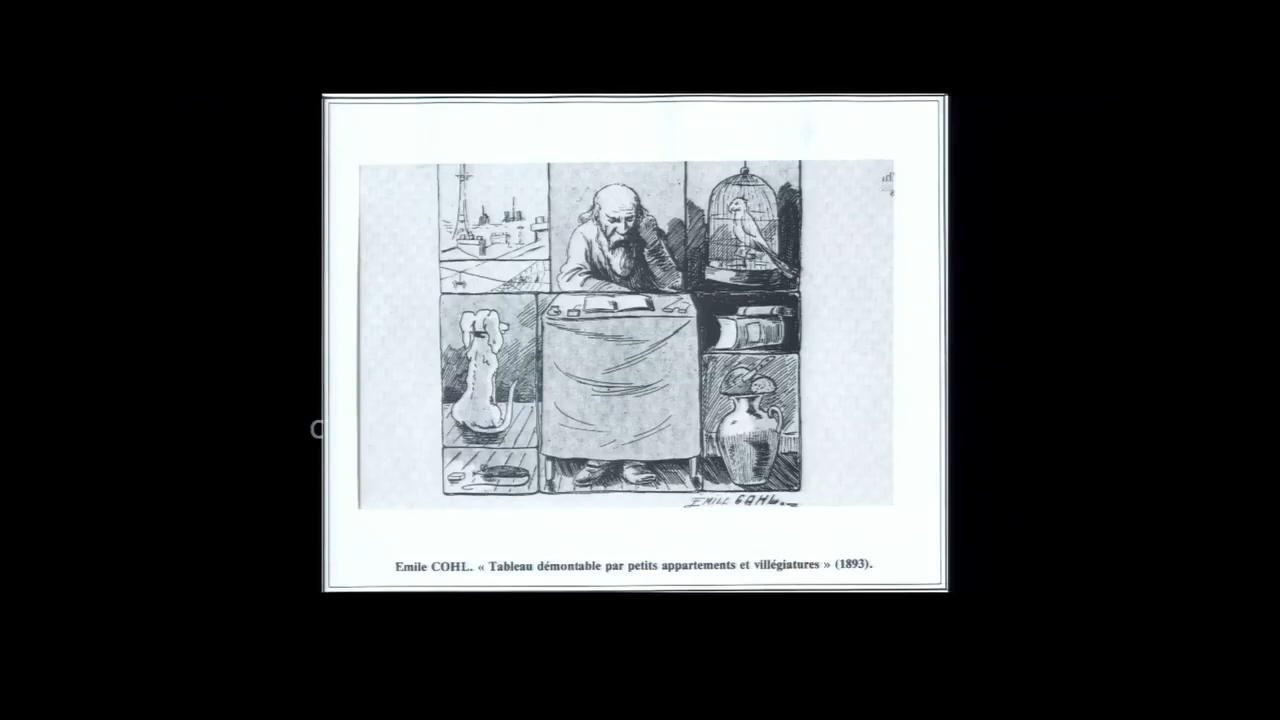 EMILE COHL.
Emile COHL. « Tableau démontable par petits appartements et villégiatures » (1893).